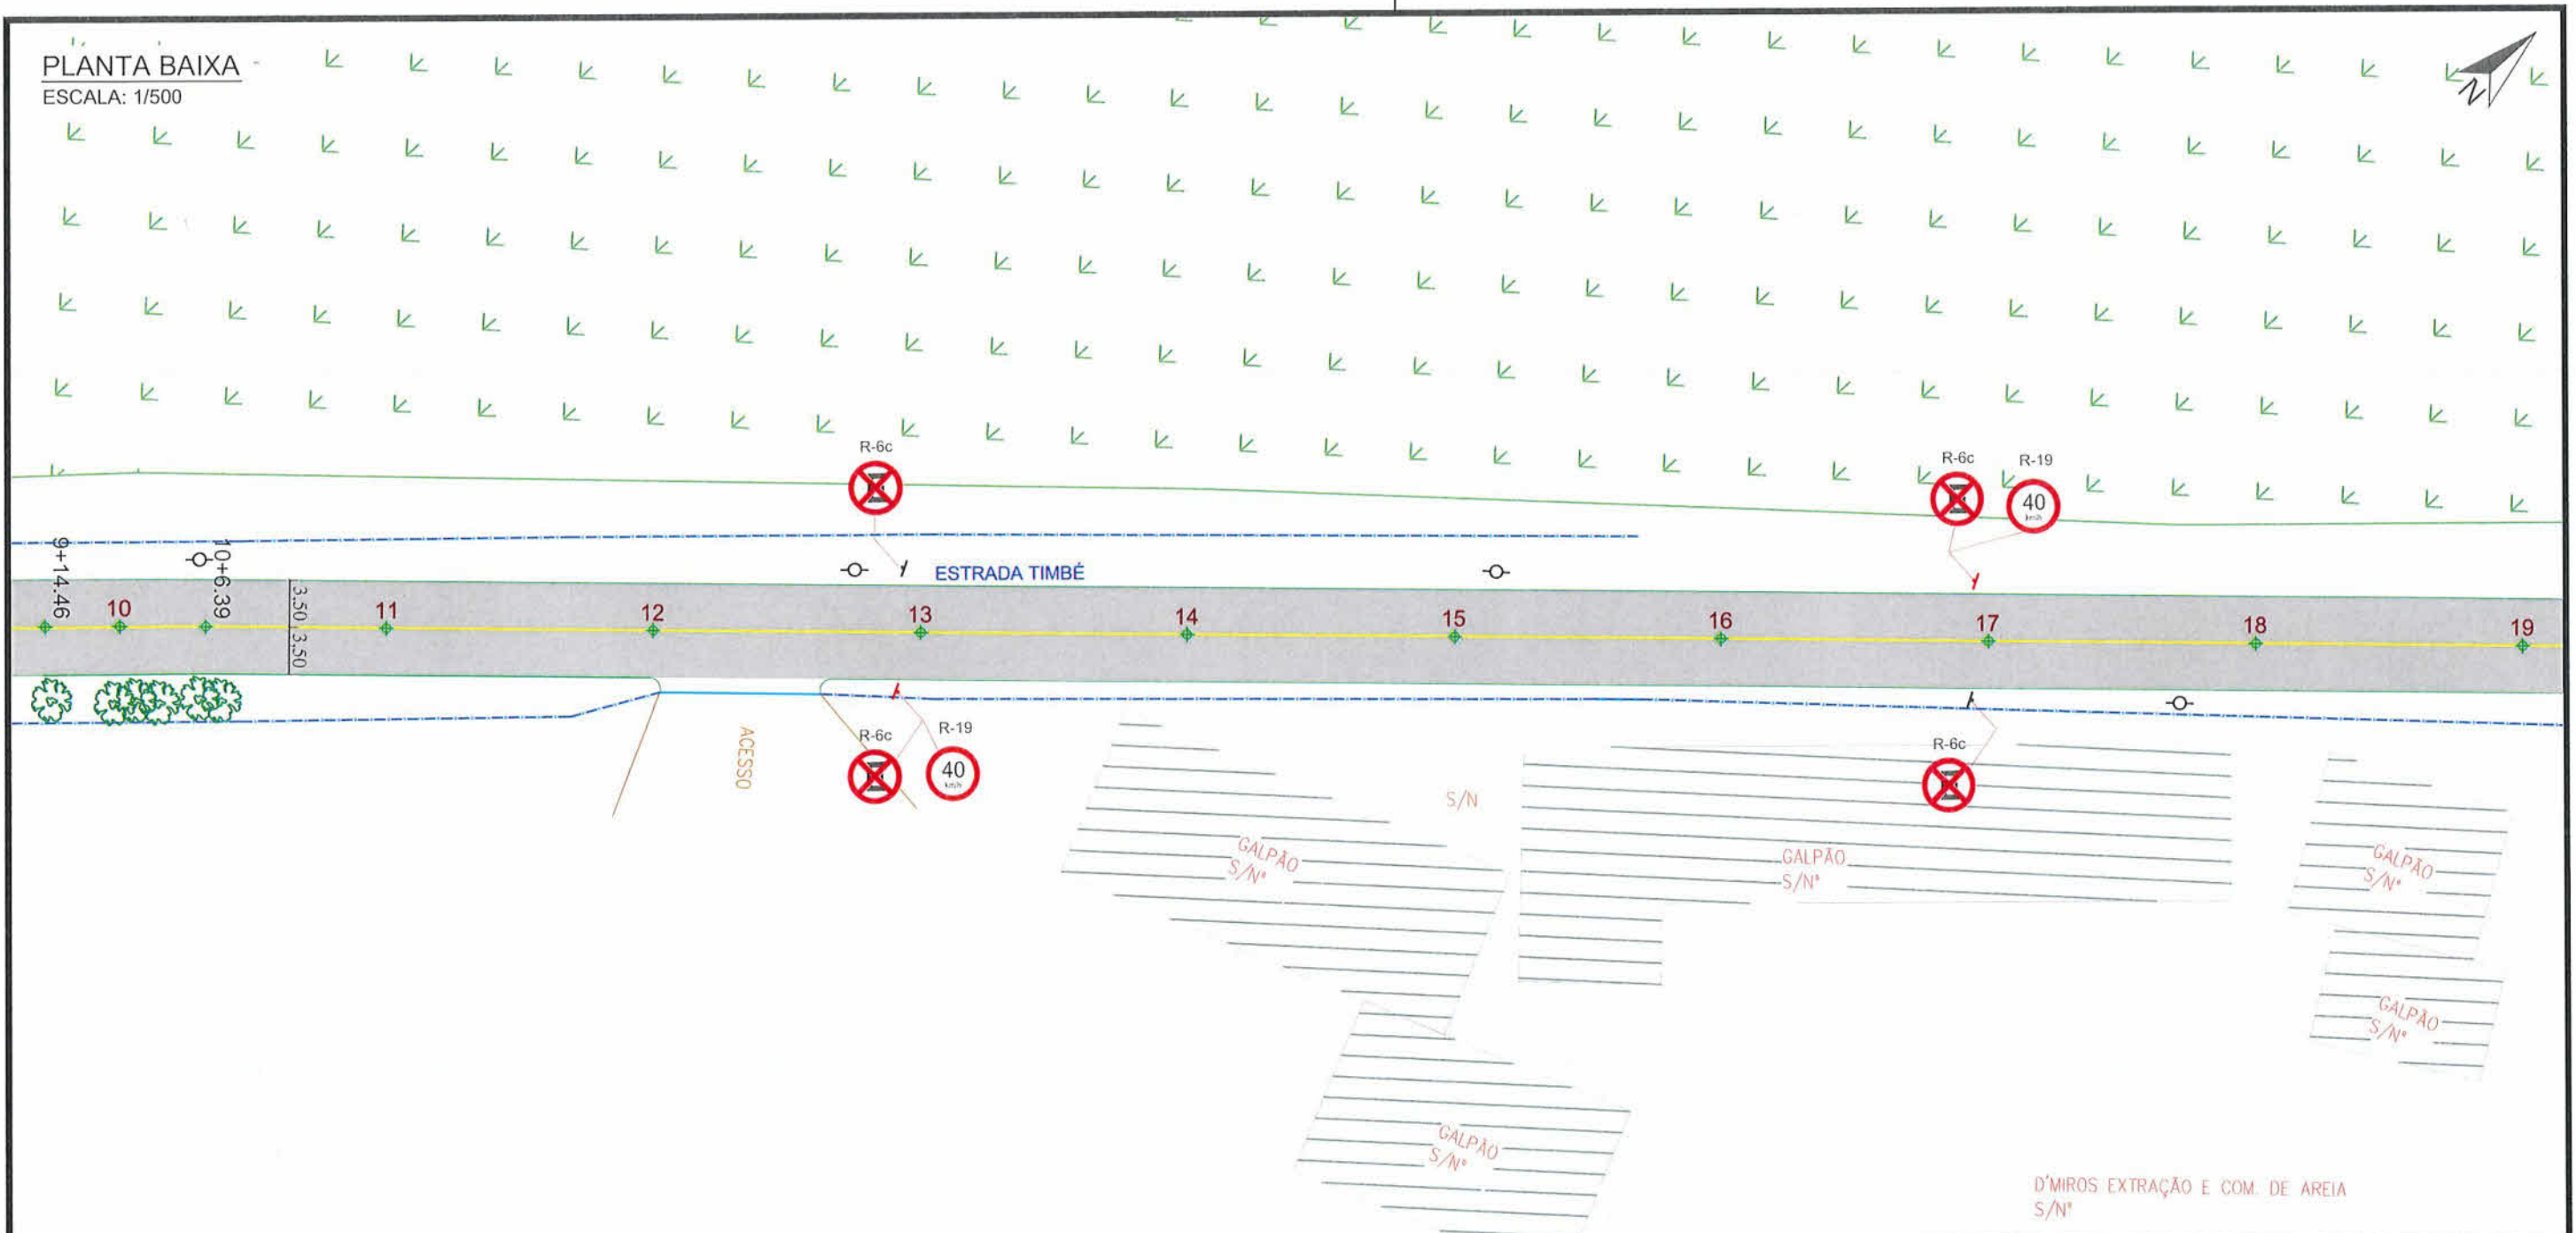 PLANTA BAIXA
ESCALA: 1/500
N
R-6c
R-6c
R-19
40
km/h
9+14.46
10+6.39
ESTRADA TIMBÉ
3,50
3,50
10
11
12
13
14
15
16
17
18
19
ACESSO
R-6c
R-19
40
km/h
R-6c
S/N
GALPÃO
S/Nº
GALPÃO
S/Nº
GALPÃO
S/Nº
GALPÃO
S/Nº
GALPÃO
S/Nº
D'MIROS EXTRAÇÃO E COM. DE AREIA
S/Nº